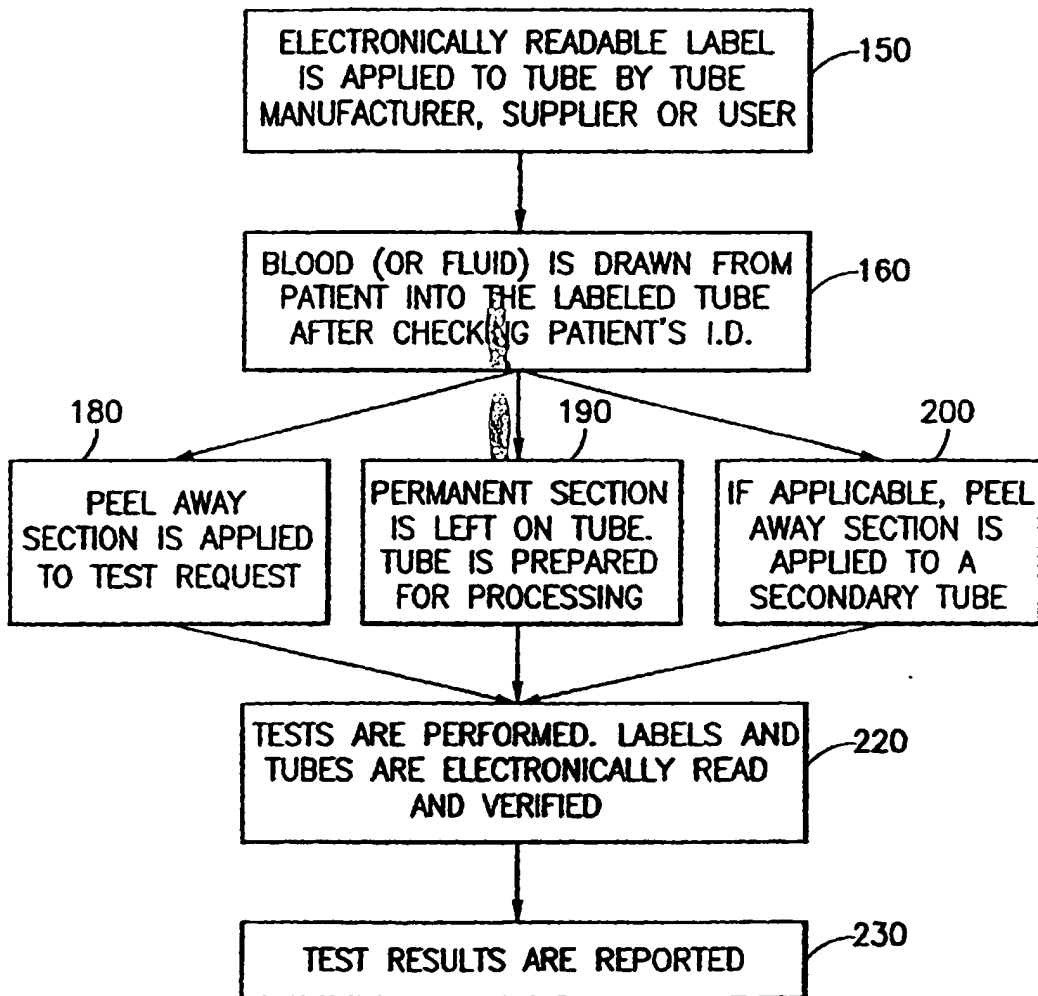 ELECTRONICALLY READABLE LABEL
IS APPLIED TO TUBE BY TUBE
MANUFACTURER, SUPPLIER OR USER
150
BLOOD (OR FLUID) IS DRAWN FROM
PATIENT INTO THE LABELED TUBE
AFTER CHECKING PATIENT'S I.D.
160
180
PEEL AWAY
SECTION IS APPLIED
TO TEST REQUEST
190
PERMANENT SECTION
IS LEFT ON TUBE.
TUBE IS PREPARED
FOR PROCESSING
200
IF APPLICABLE, PEEL
AWAY SECTION IS
APPLIED TO A
SECONDARY TUBE
TESTS ARE PERFORMED. LABELS AND
TUBES ARE ELECTRONICALLY READ
AND VERIFIED
220
TEST RESULTS ARE REPORTED
230